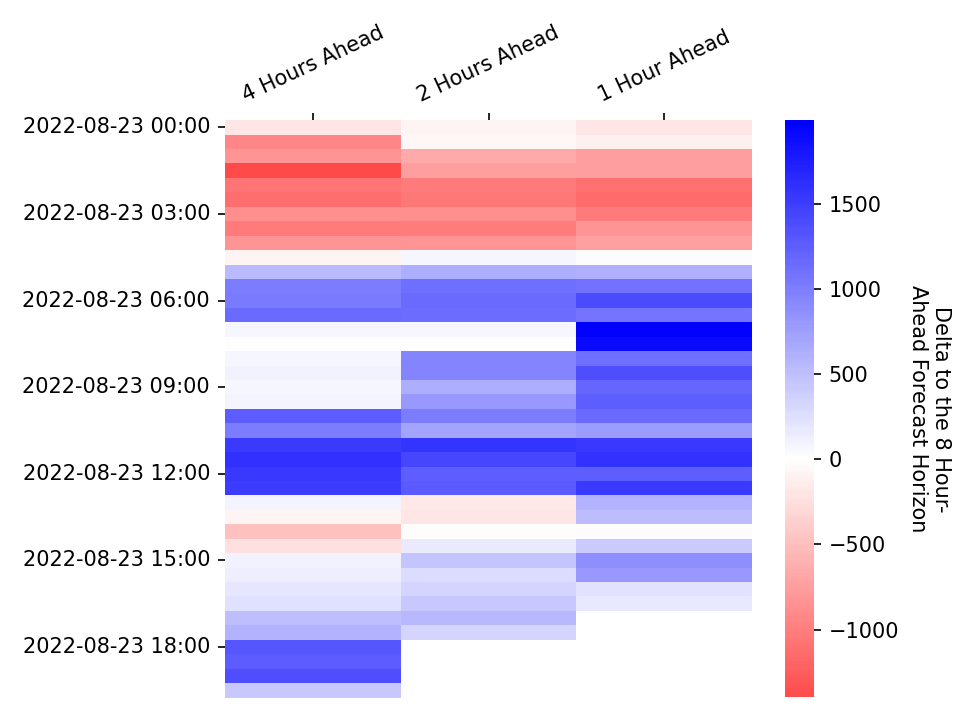 4 Hours Ahead
2 Hours Ahead
1 Hour Ahead
2022-08-23 00:00
2022-08-23 03:00
2022-08-23 06:00
2022-08-23 09:00
2022-08-23 12:00
2022-08-23 15:00
2022-08-23 18:00
1500
1000
500
0
−500
−1000
Delta to the 8 Hour-
Ahead Forecast Horizon